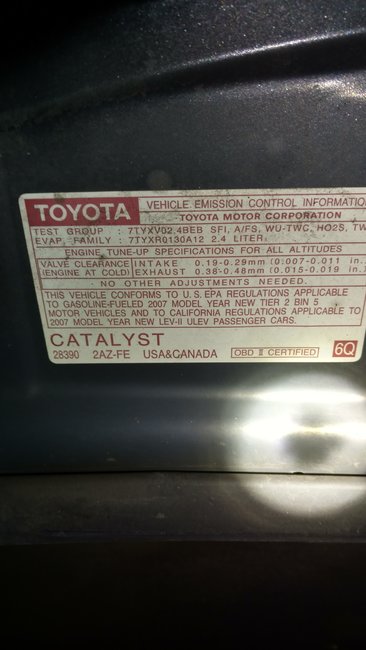 TOYOTA VEHICLE EMISSION CONTROL INFORMATION
TOYOTA MOTOR CORPORATION
TEST GROUP : 7TYXV02.4BEB SFI, A/FS, WU-TWC, HO2S, TW
EVAP. FAMILY : 7TYXR0130A12 2.4 LITER.
ENGINE TUNE-UP SPECIFICATIONS FOR ALL ALTITUDES
VALVE CLEARANCE INTAKE 0.19-0.29mm (0.007-0.011 in.
(ENGINE AT COLD) EXHAUST 0.38-0.48mm (0.015-0.019 in.
NO OTHER ADJUSTMENTS NEEDED.
THIS VEHICLE CONFORMS TO U.S. EPA REGULATIONS APPLICABLE
TO GASOLINE-FUELED 2007 MODEL YEAR NEW TIER 2 BIN 5
MOTOR VEHICLES AND TO CALIFORNIA REGULATIONS APPLICABLE TO
2007 MODEL YEAR NEW LEV-II ULEV PASSENGER CARS.
CATALYST
28390 2AZ-FE USA&CANADA OBD II CERTIFIED 6Q